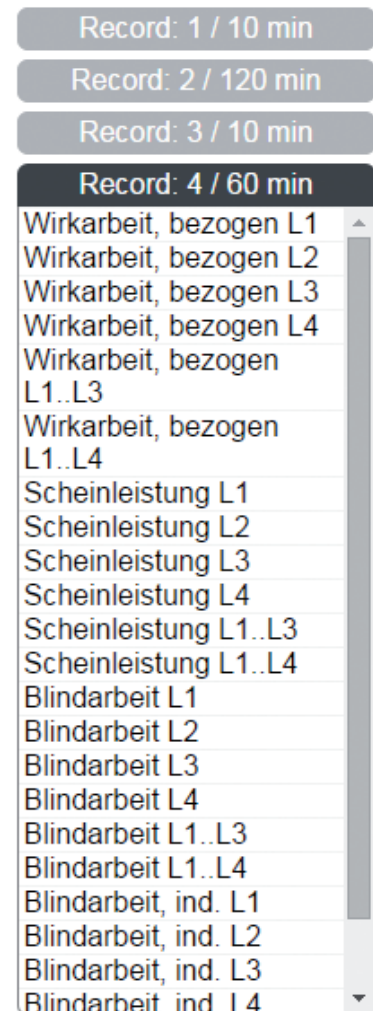 Record: 1 / 10 min
Record: 2 / 120 min
Record: 3 / 10 min
Record: 4 / 60 min
Wirkarbeit, bezogen L1
Wirkarbeit, bezogen L2
Wirkarbeit, bezogen L3
Wirkarbeit, bezogen L4
Wirkarbeit, bezogen
L1..L3
Wirkarbeit, bezogen
L1..L4
Scheinleistung L1
Scheinleistung L2
Scheinleistung L3
Scheinleistung L4
Scheinleistung L1..L3
Scheinleistung L1..L4
Blindarbeit L1
Blindarbeit L2
Blindarbeit L3
Blindarbeit L4
Blindarbeit L1..L3
Blindarbeit L1..L4
Blindarbeit, ind. L1
Blindarbeit, ind. L2
Blindarbeit, ind. L3
Blindarbeit, ind. L4